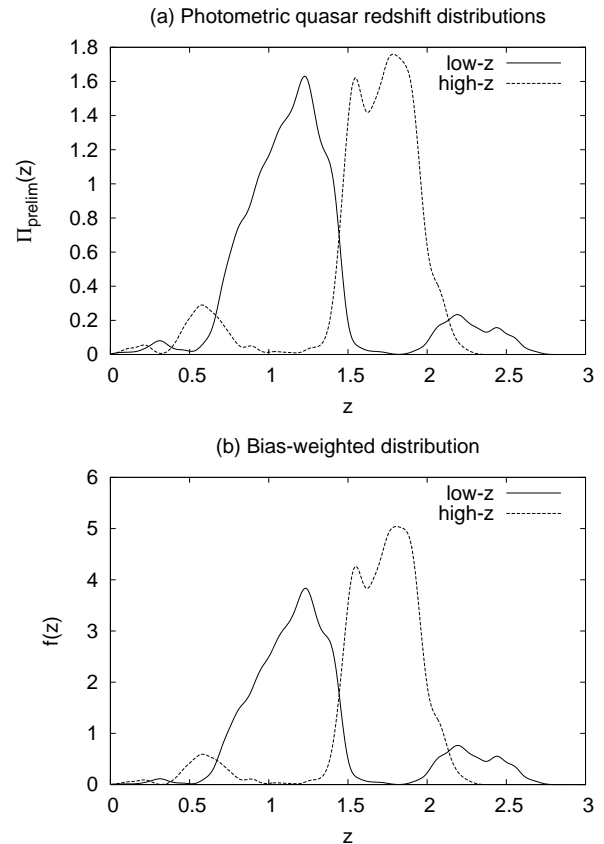 (a) Photometric quasar redshift distributions
1.8
1.6
1.4
1.2
1
0.8
0.6
0.4
0.2
0
Πprelim(z)
low-z
high-z
0 0.5 1 1.5 2 2.5 3
z
(b) Bias-weighted distribution
6
5
4
3
2
1
0
f(z)
low-z
high-z
0 0.5 1 1.5 2 2.5 3
z